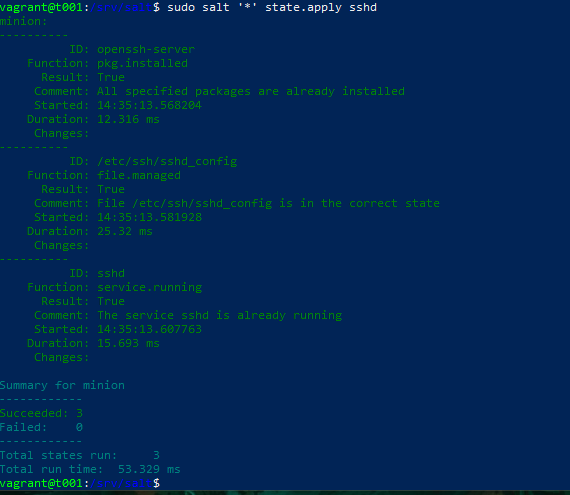 vagrant@t001:/srv/salt$ sudo salt '*' state.apply sshd
minion:
----------
          ID: openssh-server
    Function: pkg.installed
      Result: True
     Comment: All specified packages are already installed
     Started: 14:35:13.568204
    Duration: 12.316 ms
     Changes:
----------
          ID: /etc/ssh/sshd_config
    Function: file.managed
      Result: True
     Comment: File /etc/ssh/sshd_config is in the correct state
     Started: 14:35:13.581928
    Duration: 25.32 ms
     Changes:
----------
          ID: sshd
    Function: service.running
      Result: True
     Comment: The service sshd is already running
     Started: 14:35:13.607763
    Duration: 15.693 ms
     Changes:

Summary for minion
------------
Succeeded: 3
Failed:    0
------------
Total states run:     3
Total run time:  53.329 ms
vagrant@t001:/srv/salt$